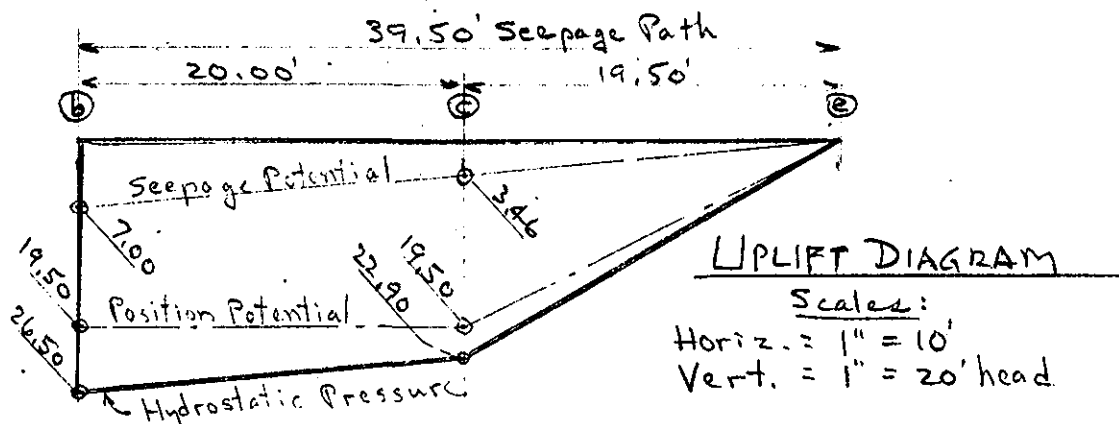 39.50' Seepage Path
20.00'
19.50'
b
c
e
Seepage Potential
7.00
3.46
19.50
26.50
Position Potential
19.50
22.90
Hydrostatic Pressure
UPLIFT DIAGRAM
Scales:
Horiz. = 1" = 10'
Vert. = 1" = 20' head